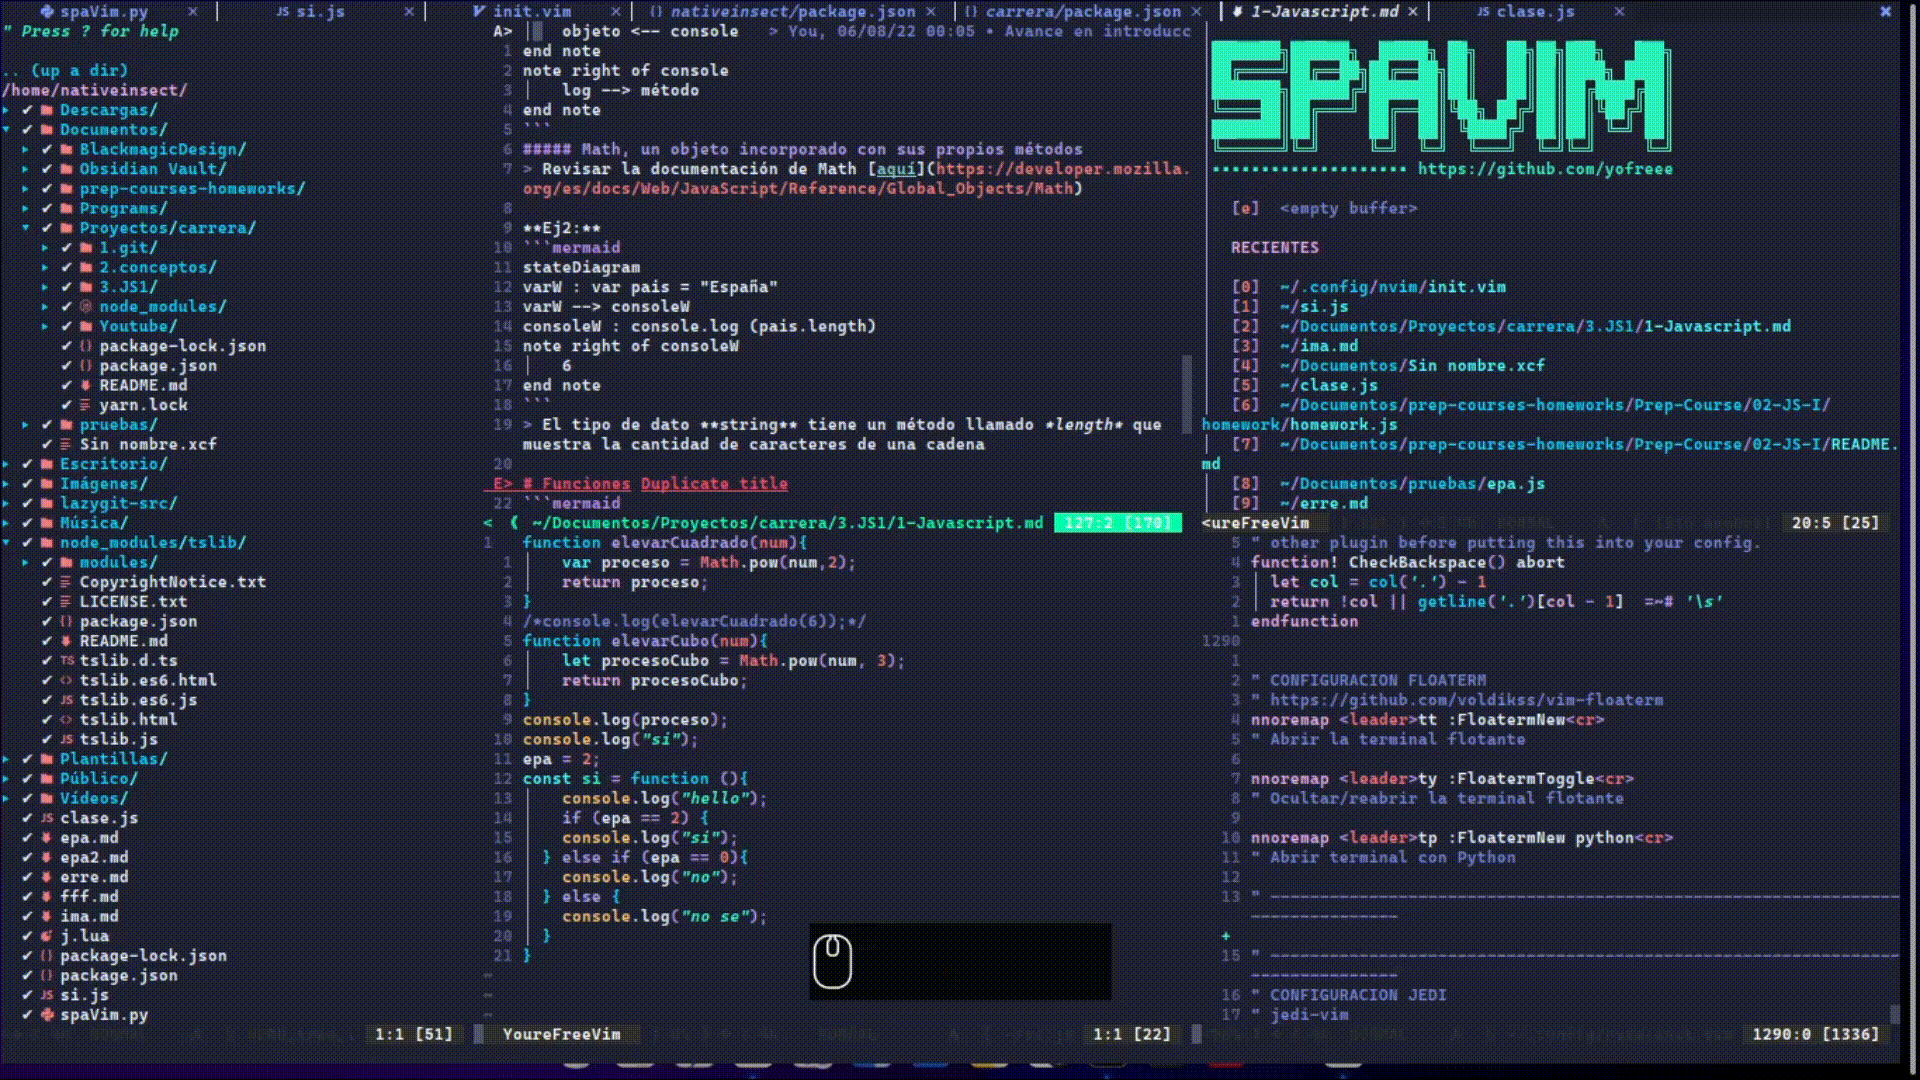 spaVim.py × | JS si.js × | init.vim × | {} nativeinsect/package.json × | {} carrera/package.json × | 1-Javascript.md × | JS clase.js ×
" Press ? for help
.. (up a dir)
/home/nativeinsect/
Descargas/
Documentos/
BlackmagicDesign/
Obsidian Vault/
prep-courses-homeworks/
Programs/
Proyectos/carrera/
1.git/
2.conceptos/
3.JS1/
node_modules/
Youtube/
{} package-lock.json
{} package.json
README.md
yarn.lock
pruebas/
Sin nombre.xcf
Escritorio/
Imágenes/
lazygit-src/
Música/
node_modules/tslib/
modules/
CopyrightNotice.txt
LICENSE.txt
{} package.json
README.md
TS tslib.d.ts
<> tslib.es6.html
JS tslib.es6.js
<> tslib.html
JS tslib.js
Plantillas/
Público/
Vídeos/
JS clase.js
epa.md
epa2.md
erre.md
fff.md
ima.md
j.lua
{} package-lock.json
{} package.json
JS si.js
spaVim.py
1:1 [51]
A> objeto <-- console > You, 06/08/22 00:05 • Avance en introducc
1 end note
2 note right of console
3 log --> método
4 end note
5 ```
6 ##### Math, un objeto incorporado con sus propios métodos
7 > Revisar la documentación de Math [aquí](https://developer.mozilla.
org/es/docs/Web/JavaScript/Reference/Global_Objects/Math)
8
9 **Ej2:**
10 ```mermaid
11 stateDiagram
12 varW : var pais = "España"
13 varW --> consoleW
14 consoleW : console.log (pais.length)
15 note right of consoleW
16 6
17 end note
18 ```
19 > El tipo de dato **string** tiene un método llamado *length* que
muestra la cantidad de caracteres de una cadena
20
E> # Funciones Duplicate title
22 ```mermaid
< ❬ ~/Documentos/Proyectos/carrera/3.JS1/1-Javascript.md 127:2 [170]
1 function elevarCuadrado(num){
1 var proceso = Math.pow(num,2);
2 return proceso;
3 }
4 /*console.log(elevarCuadrado(6));*/
5 function elevarCubo(num){
6 let procesoCubo = Math.pow(num, 3);
7 return procesoCubo;
8 }
9 console.log(proceso);
10 console.log("si");
11 epa = 2;
12 const si = function (){
13 console.log("hello");
14 if (epa == 2) {
15 console.log("si");
16 } else if (epa == 0){
17 console.log("no");
18 } else {
19 console.log("no se");
20 }
21 }
~
~
~
YoureFreeVim 1:1 [22]
SPAVIM
https://github.com/yofreee
[e] <empty buffer>
RECIENTES
[0] ~/.config/nvim/init.vim
[1] ~/si.js
[2] ~/Documentos/Proyectos/carrera/3.JS1/1-Javascript.md
[3] ~/ima.md
[4] ~/Documentos/Sin nombre.xcf
[5] ~/clase.js
[6] ~/Documentos/prep-courses-homeworks/Prep-Course/02-JS-I/
homework/homework.js
[7] ~/Documentos/prep-courses-homeworks/Prep-Course/02-JS-I/README.
md
[8] ~/Documentos/pruebas/epa.js
[9] ~/erre.md
<ureFreeVim 20:5 [25]
5 " other plugin before putting this into your config.
4 function! CheckBackspace() abort
3 let col = col('.') - 1
2 return !col || getline('.')[col - 1] =~# '\s'
1 endfunction
1290
1
2 " CONFIGURACION FLOATERM
3 " https://github.com/voldikss/vim-floaterm
4 nnoremap <leader>tt :FloatermNew<cr>
5 " Abrir la terminal flotante
6
7 nnoremap <leader>ty :FloatermToggle<cr>
8 " Ocultar/reabrir la terminal flotante
9
10 nnoremap <leader>tp :FloatermNew python<cr>
11 " Abrir terminal con Python
12
13 " ------------------------------------------------------------------
---------------
+
15 " ------------------------------------------------------------------
---------------
16 " CONFIGURACION JEDI
17 " jedi-vim
1290:0 [1336]